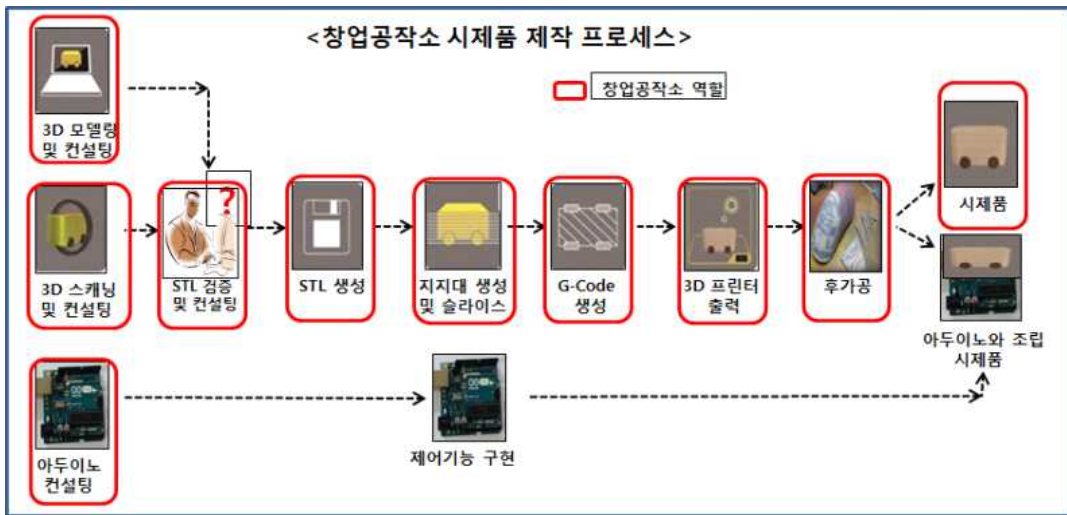 <창업공작소 시제품 제작 프로세스>
창업공작소 역할
3D 모델링
및 컨설팅
3D 스캐닝
및 컨설팅
?
STL 검증
및 컨설팅
STL 생성
지지대 생성
및 슬라이스
G-Code
생성
3D 프린터
출력
후가공
시제품
아두이노와 조립
시제품
아두이노
컨설팅
제어기능 구현